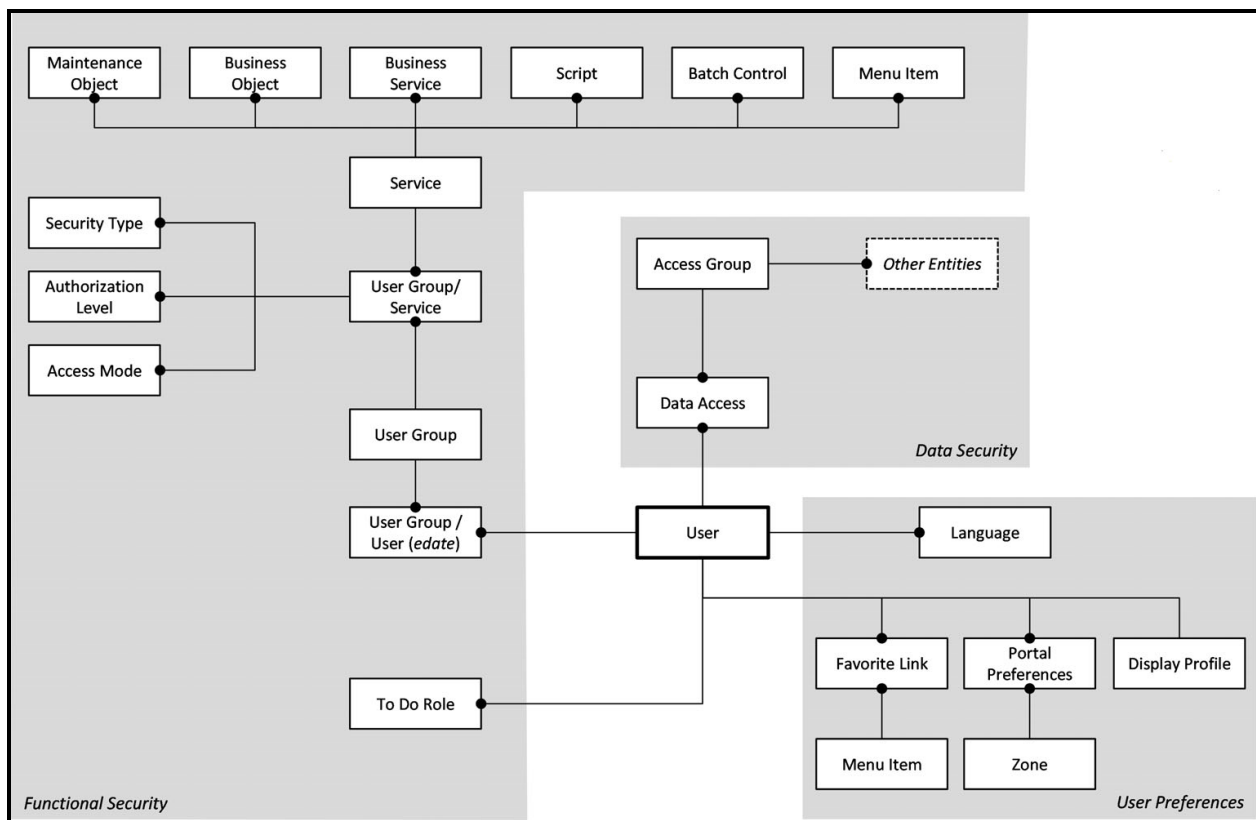 Maintenance
Object
Business
Object
Business
Service
Script
Batch Control
Menu Item
Service
Security Type
Authorization
Level
Access Mode
User Group/
Service
User Group
User Group /
User (edate)
To Do Role
Functional Security
Access Group
Other Entities
Data Access
Data Security
User
Language
Favorite Link
Portal
Preferences
Display Profile
Menu Item
Zone
User Preferences